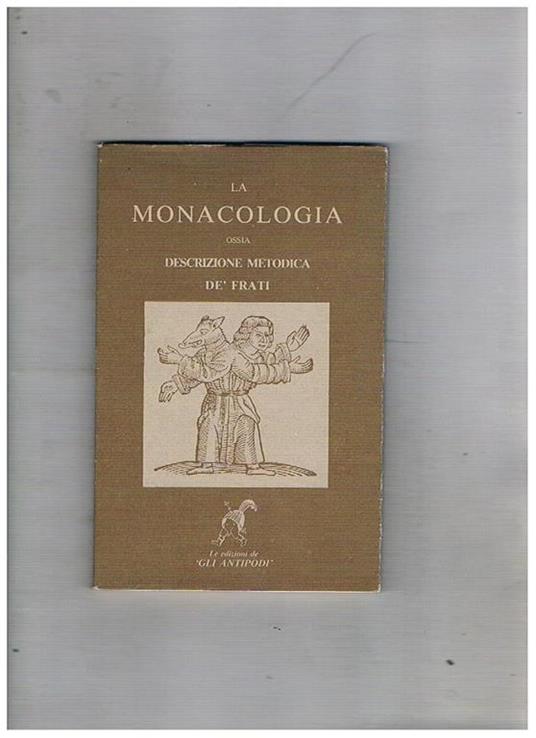 LA
MONACOLOGIA
OSSIA
DESCRIZIONE METODICA
DE' FRATI
Le edizioni de
'GLI ANTIPODI'